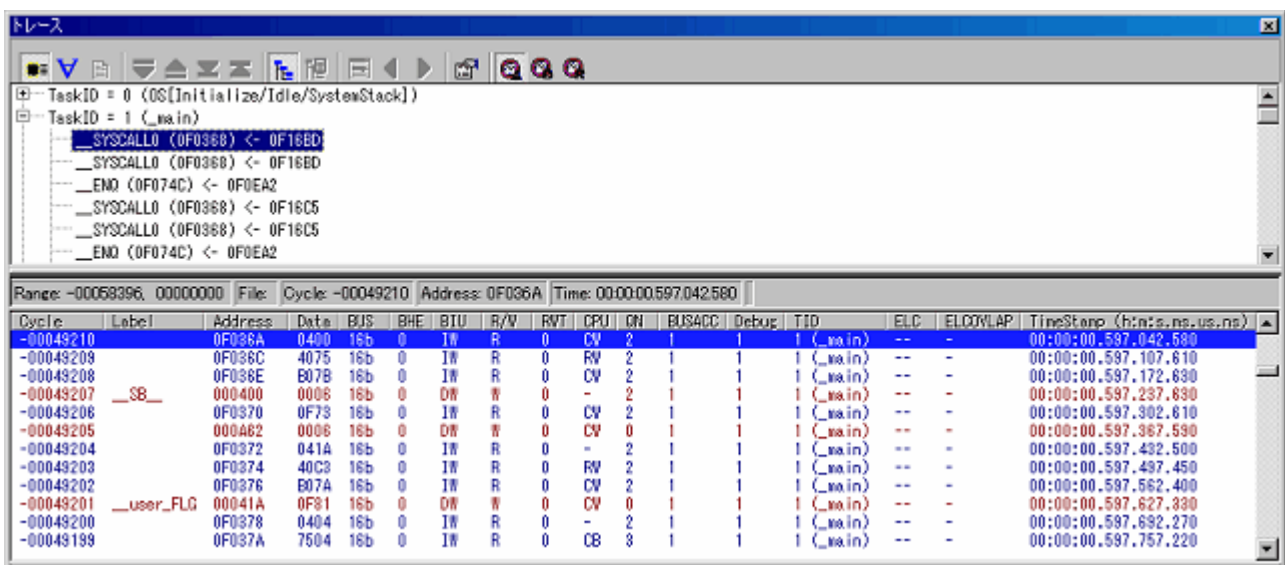 トレース
TaskID = 0 (OS[Initialize/Idle/SystemStack])
TaskID = 1 (_main)
__SYSCALL0 (0F0368) <- 0F16BD
__SYSCALL0 (0F0368) <- 0F16BD
__ENQ (0F074C) <- 0F0EA2
__SYSCALL0 (0F0368) <- 0F16C5
__SYSCALL0 (0F0368) <- 0F16C5
__ENQ (0F074C) <- 0F0EA2
Range: -00058396, 00000000 File: Cycle: -00049210 Address: 0F036A Time: 00:00:00.597.042.580
Cycle Label Address Data BUS BHE BIU R/W RWT CPU QN BUSACC Debug TID ELC ELCOVLAP TimeStamp (h:m:s.ms.us.ns)
-00049210 0F036A 0400 16b 0 IW R 0 CW 2 1 1 1 (_main) -- - 00:00:00.597.042.580
-00049209 0F036C 4075 16b 0 IW R 0 RW 2 1 1 1 (_main) -- - 00:00:00.597.107.610
-00049208 0F036E B07B 16b 0 IW R 0 CW 2 1 1 1 (_main) -- - 00:00:00.597.172.630
-00049207 __SB__ 000400 0006 16b 0 DW W 0 - 2 1 1 1 (_main) -- - 00:00:00.597.237.630
-00049206 0F0370 0F73 16b 0 IW R 0 CW 2 1 1 1 (_main) -- - 00:00:00.597.302.610
-00049205 000A62 0006 16b 0 DW W 0 CW 0 1 1 1 (_main) -- - 00:00:00.597.367.590
-00049204 0F0372 041A 16b 0 IW R 0 - 2 1 1 1 (_main) -- - 00:00:00.597.432.500
-00049203 0F0374 40C3 16b 0 IW R 0 RW 2 1 1 1 (_main) -- - 00:00:00.597.497.450
-00049202 0F0376 B07A 16b 0 IW R 0 CW 2 1 1 1 (_main) -- - 00:00:00.597.562.400
-00049201 __user_FLG 00041A 0F81 16b 0 DW W 0 CW 0 1 1 1 (_main) -- - 00:00:00.597.627.330
-00049200 0F0378 0404 16b 0 IW R 0 - 2 1 1 1 (_main) -- - 00:00:00.597.692.270
-00049199 0F037A 7504 16b 0 IW R 0 CB 3 1 1 1 (_main) -- - 00:00:00.597.757.220